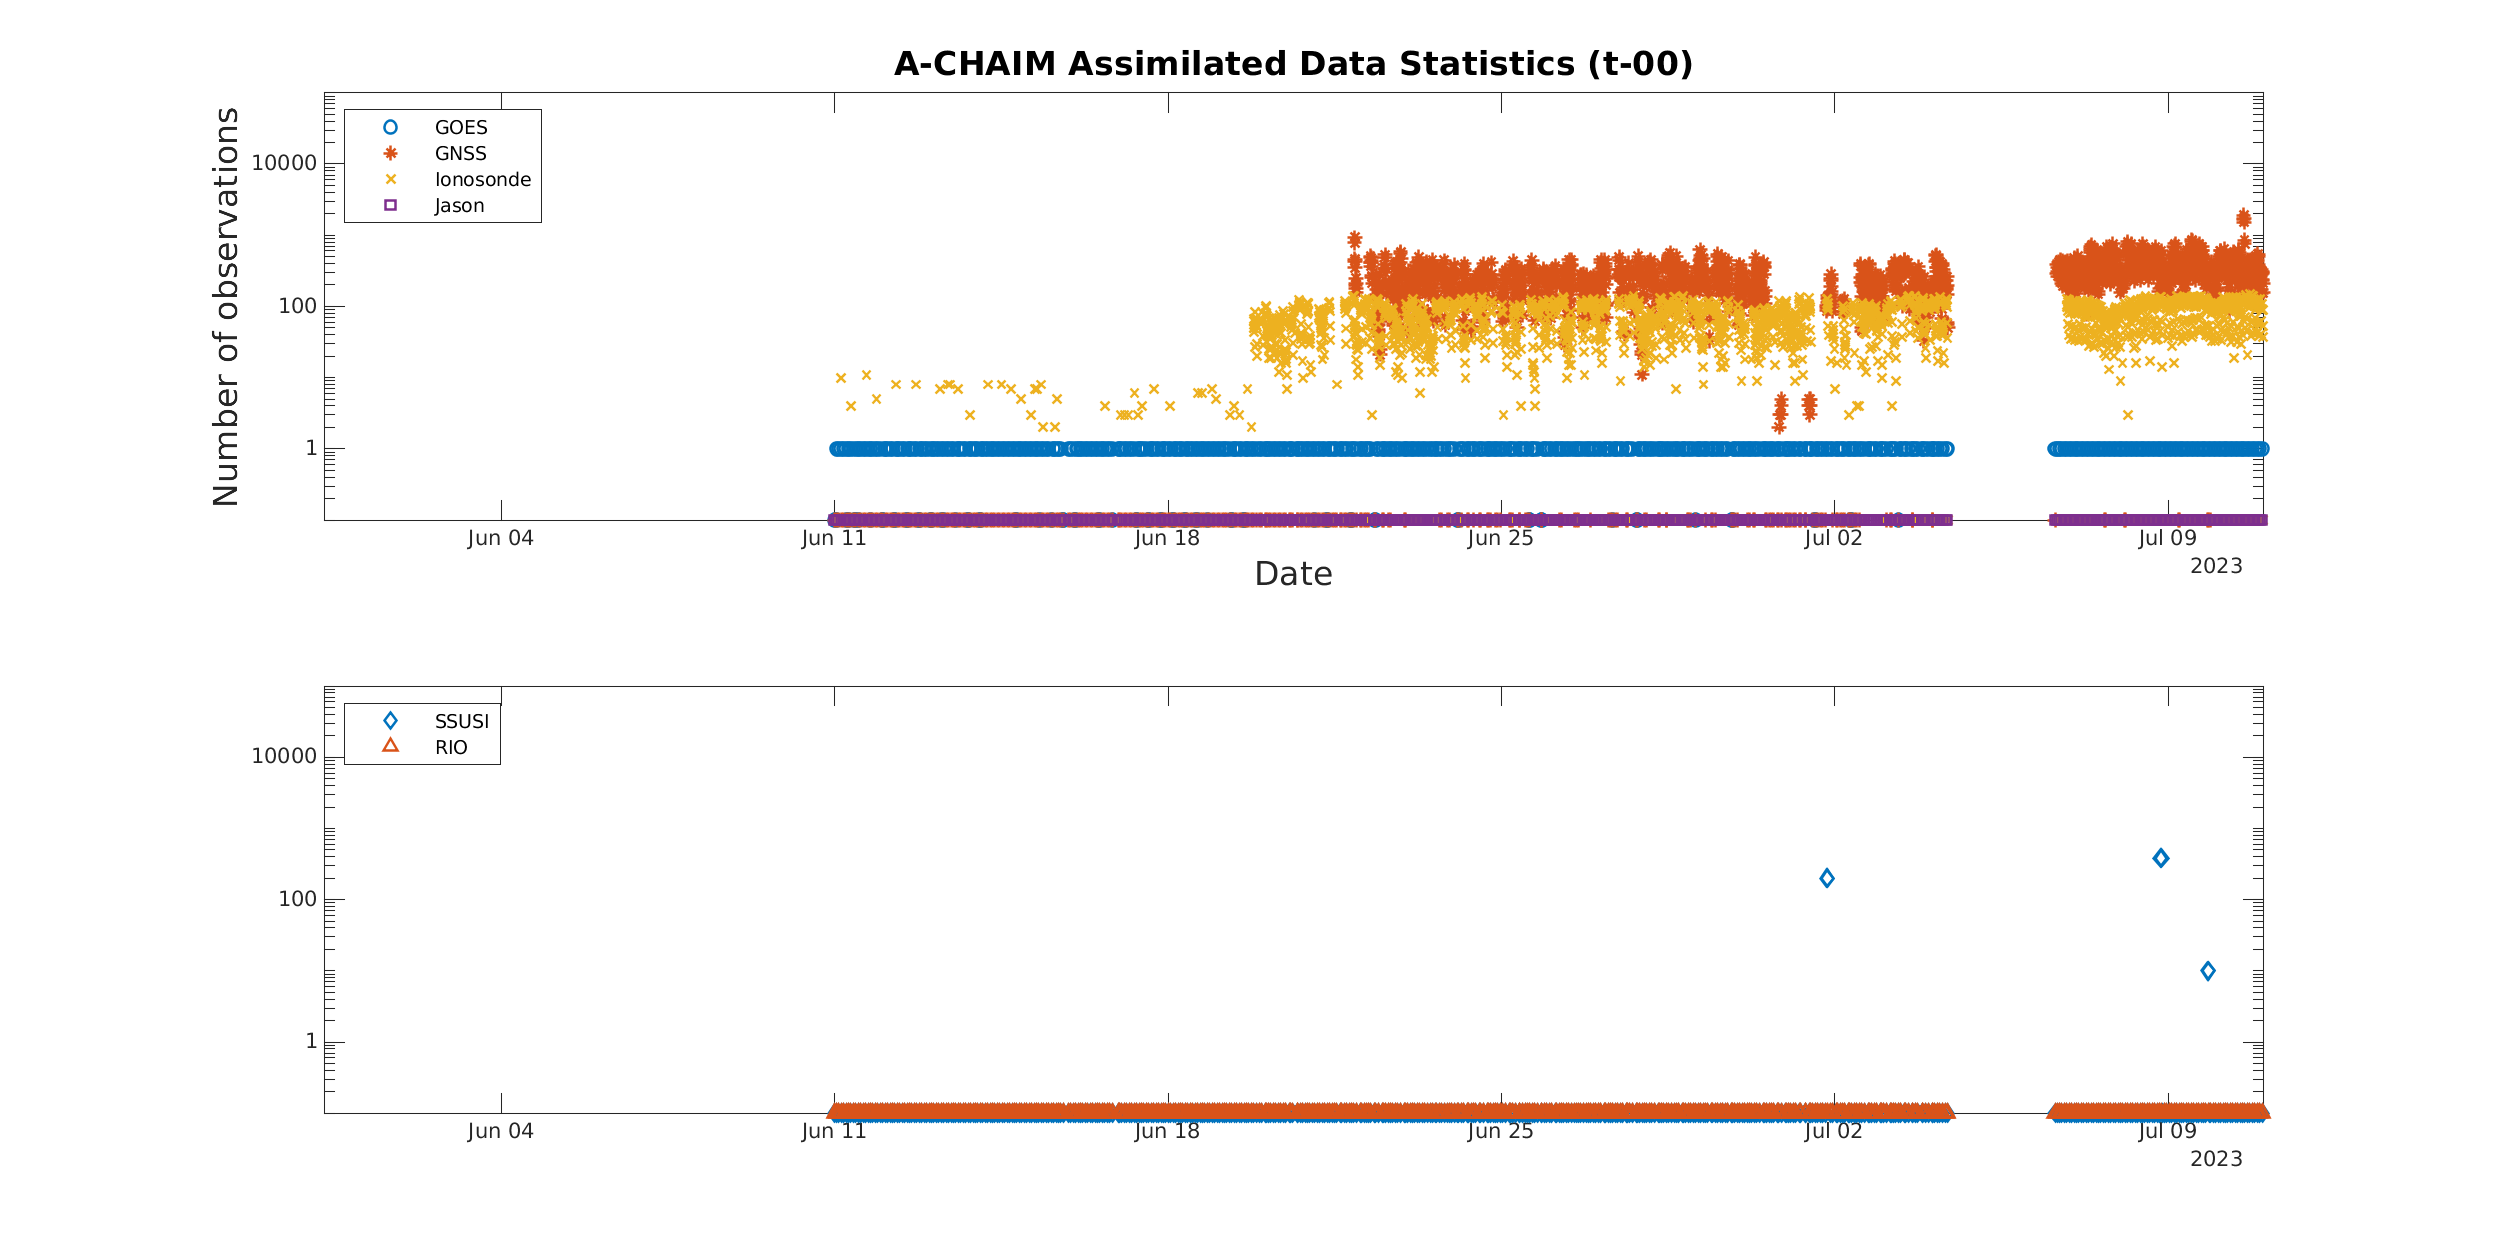 A-CHAIM Assimilated Data Statistics (t-00)
Number of observations
GOES
GNSS
Ionosonde
Jason
10000
100
1
Jun 04 Jun 11 Jun 18 Jun 25 Jul 02 Jul 09
2023
Date
SSUSI
RIO
10000
100
1
Jun 04 Jun 11 Jun 18 Jun 25 Jul 02 Jul 09
2023